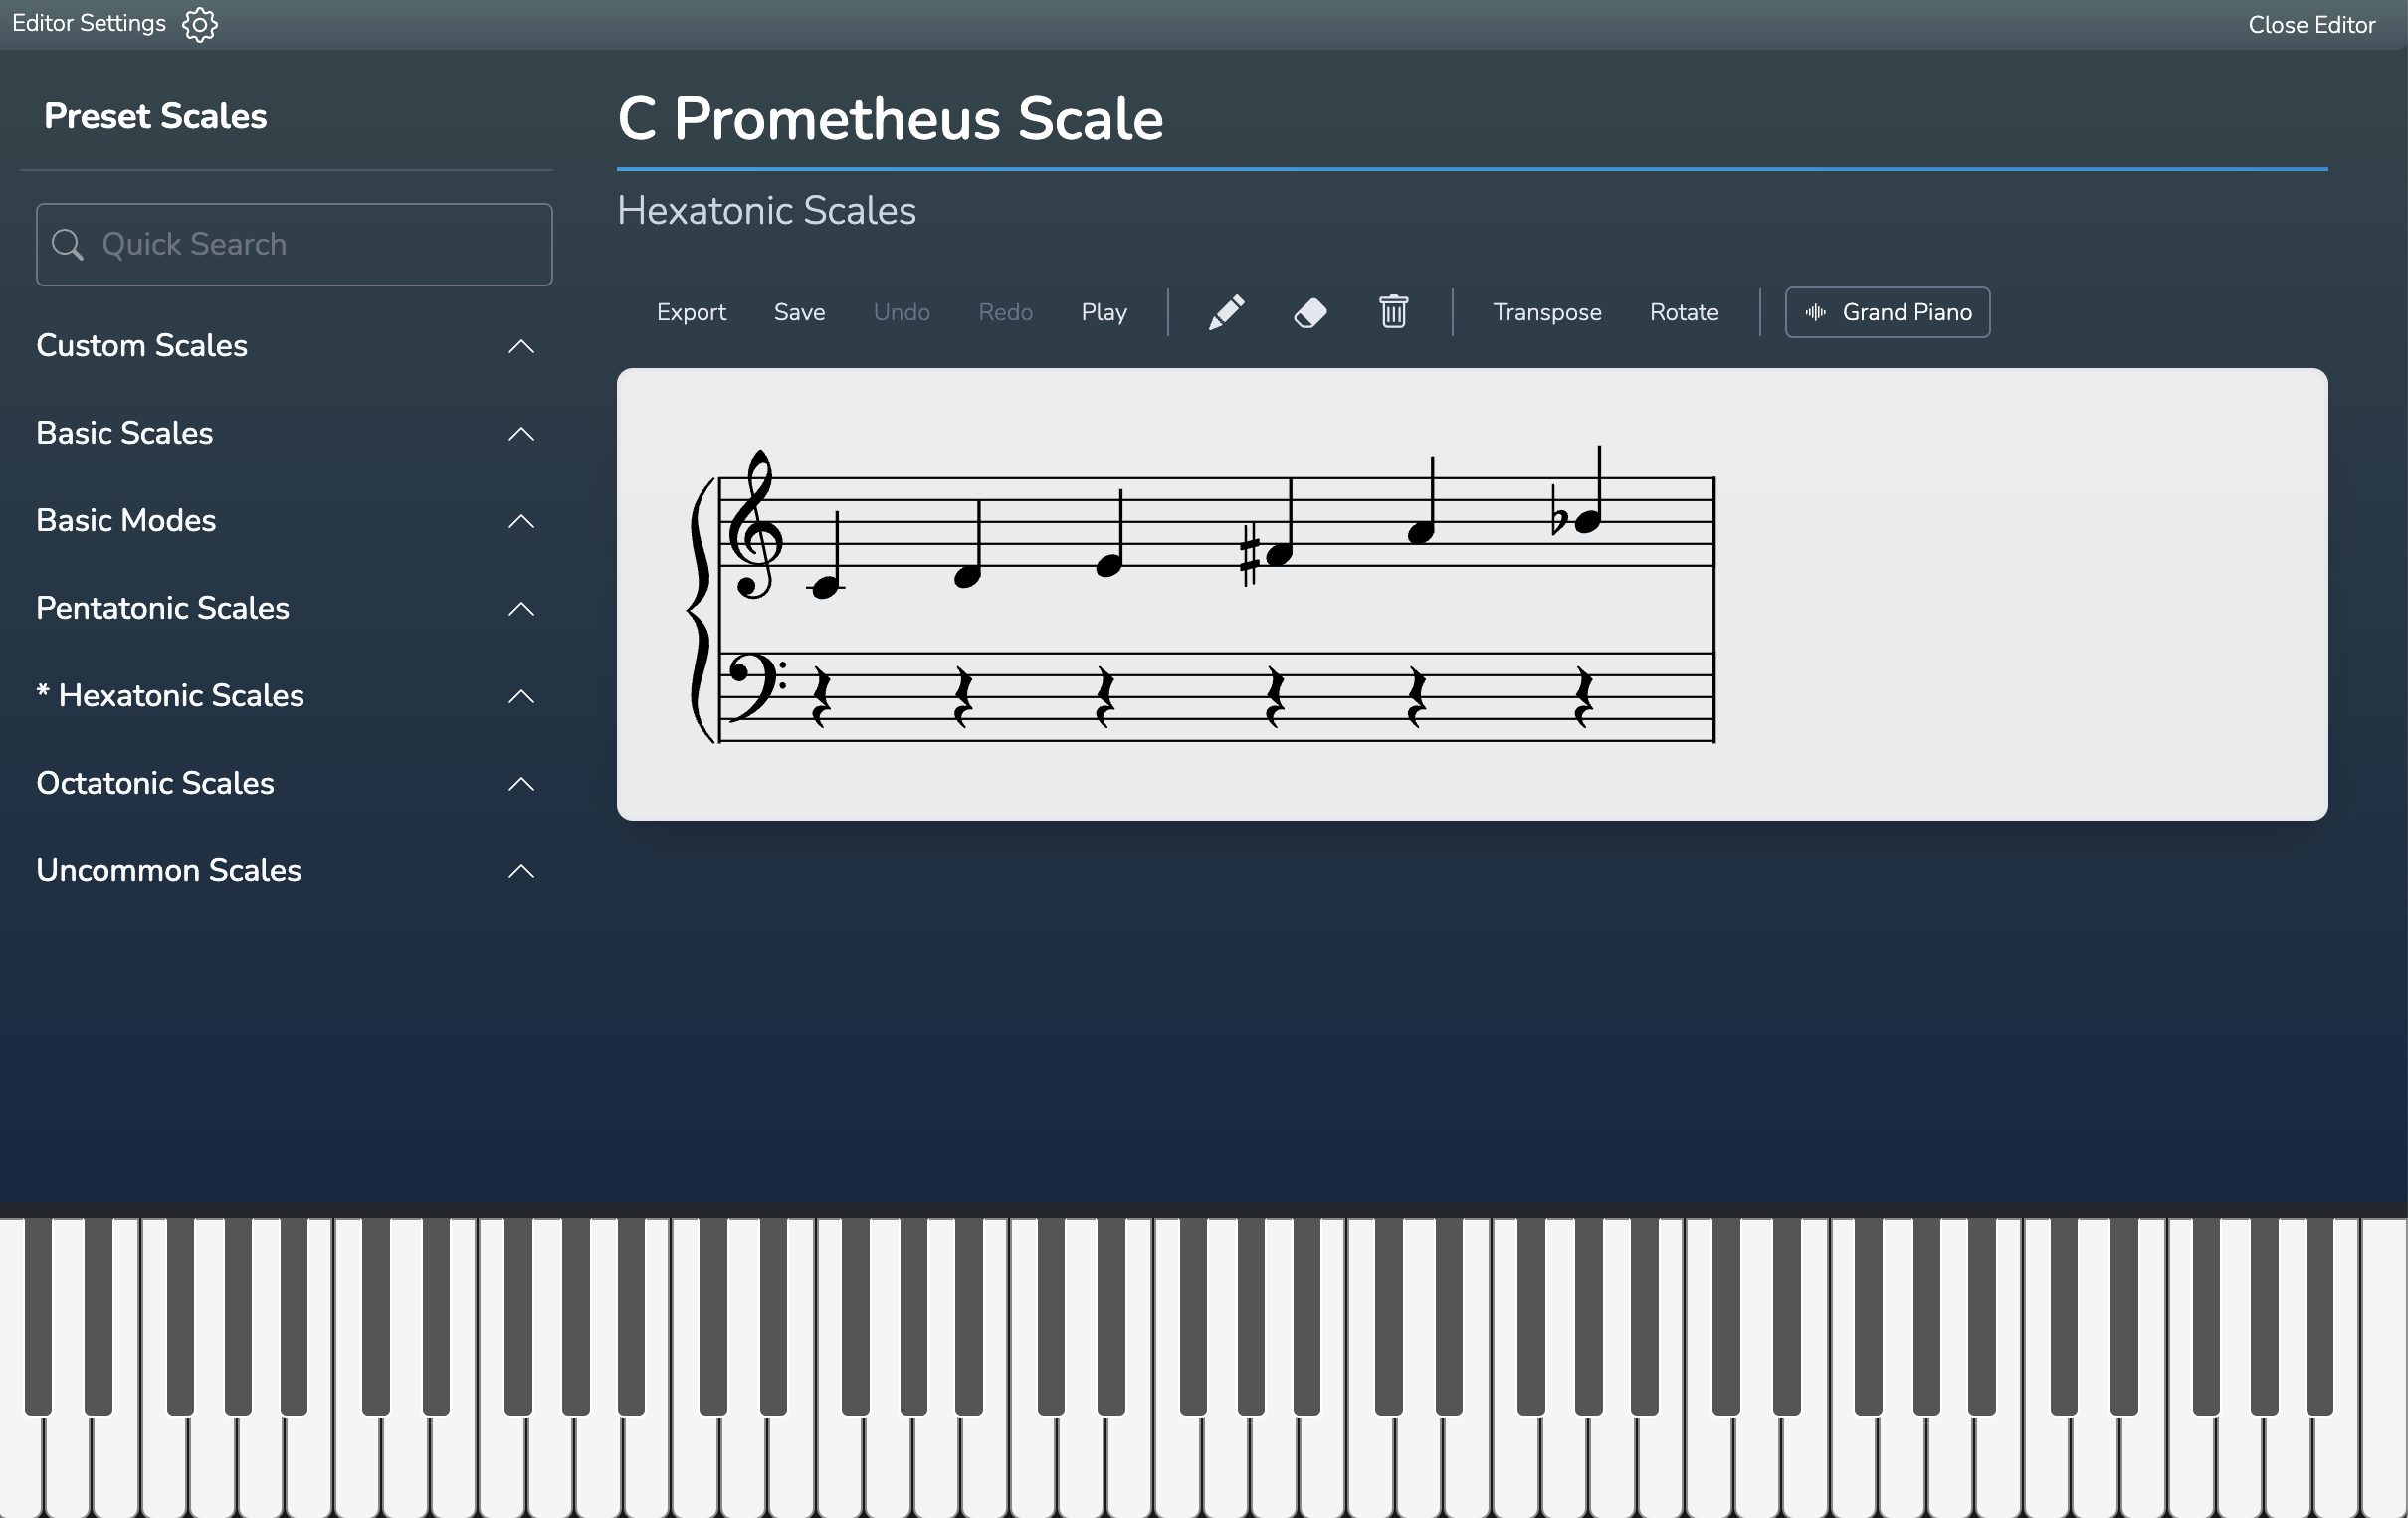 Editor Settings
Close Editor
Preset Scales
Quick Search
Custom Scales
Basic Scales
Basic Modes
Pentatonic Scales
* Hexatonic Scales
Octatonic Scales
Uncommon Scales
C Prometheus Scale
Hexatonic Scales
Export Save Undo Redo Play Transpose Rotate Grand Piano